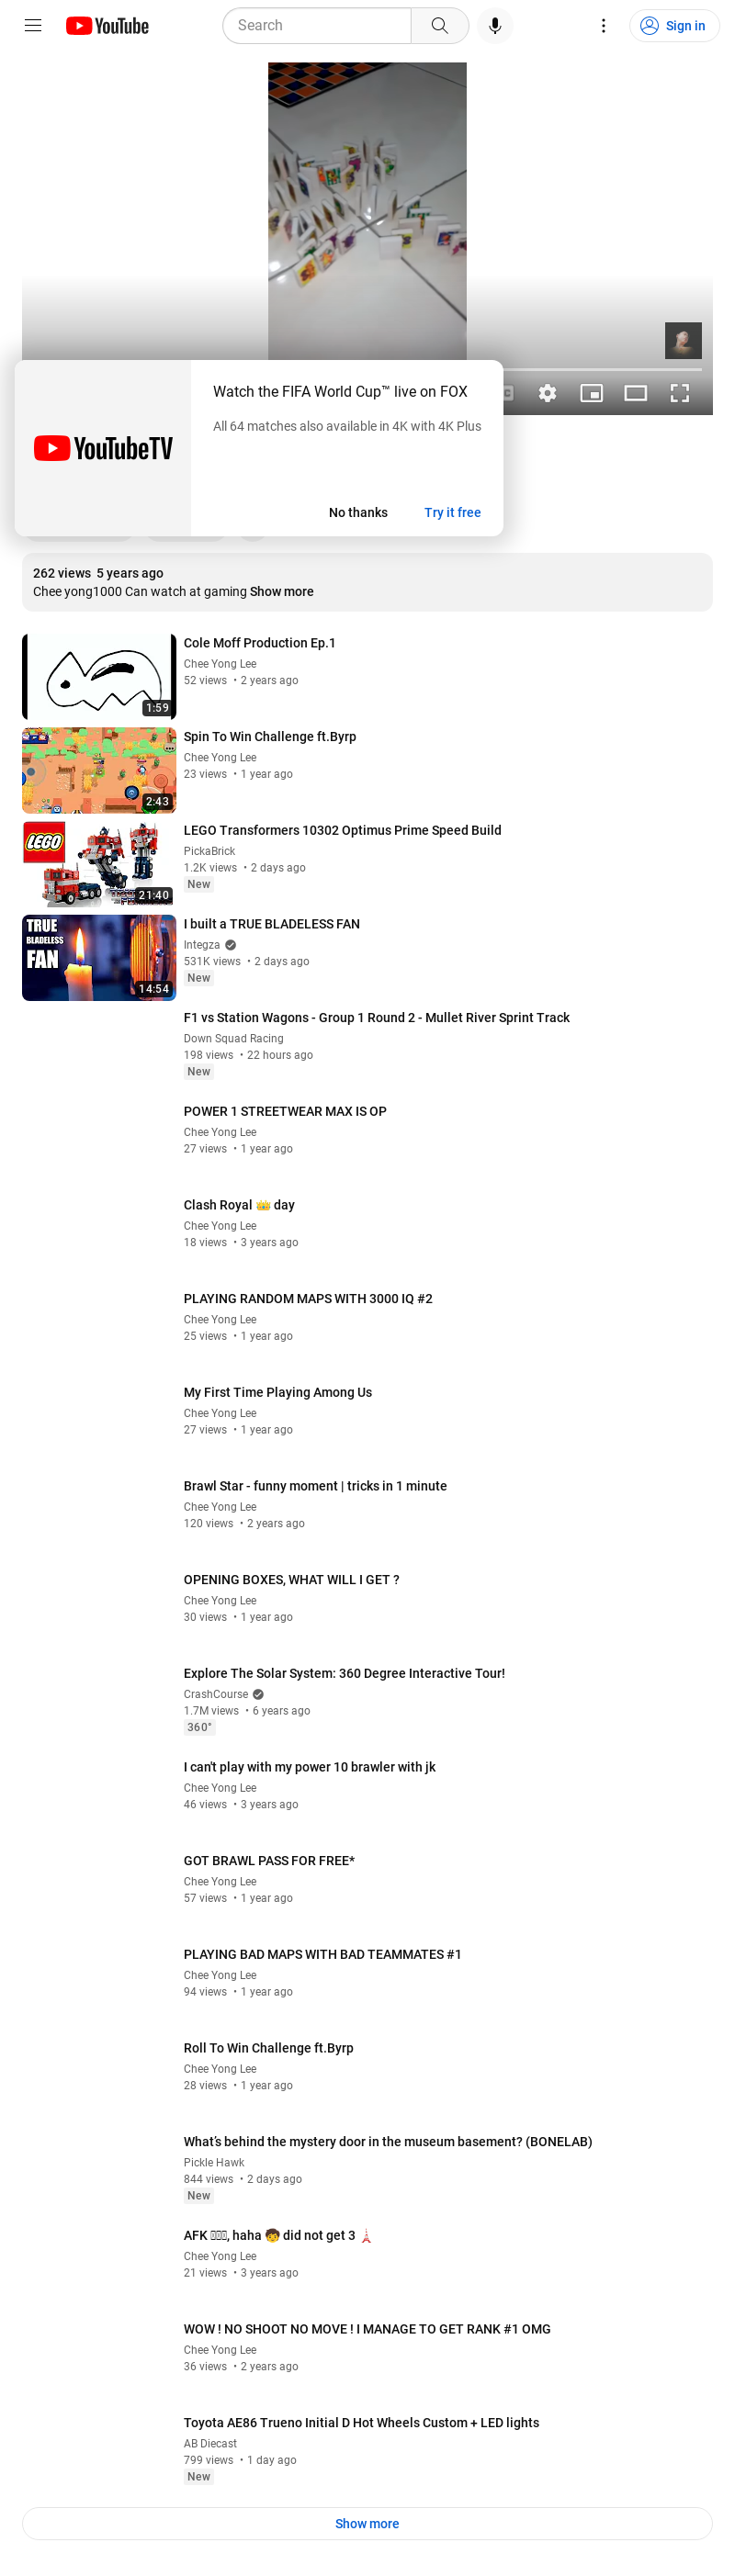 YouTube
Search
Sign in
Watch the FIFA World Cup™ live on FOX
All 64 matches also available in 4K with 4K Plus
YouTubeTV
No thanks
Try it free
262 views 5 years ago
Chee yong1000 Can watch at gaming Show more
Cole Moff Production Ep.1
Chee Yong Lee
52 views • 2 years ago
1:59
Spin To Win Challenge ft.Byrp
Chee Yong Lee
23 views • 1 year ago
2:43
LEGO Transformers 10302 Optimus Prime Speed Build
LEGO
PickaBrick
1.2K views • 2 days ago
New
21:40
I built a TRUE BLADELESS FAN
TRUE
BLADELESS
FAN
Integza
531K views • 2 days ago
New
14:54
F1 vs Station Wagons - Group 1 Round 2 - Mullet River Sprint Track
Down Squad Racing
198 views • 22 hours ago
New
POWER 1 STREETWEAR MAX IS OP
Chee Yong Lee
27 views • 1 year ago
Clash Royal 👑 day
Chee Yong Lee
18 views • 3 years ago
PLAYING RANDOM MAPS WITH 3000 IQ #2
Chee Yong Lee
25 views • 1 year ago
My First Time Playing Among Us
Chee Yong Lee
27 views • 1 year ago
Brawl Star - funny moment | tricks in 1 minute
Chee Yong Lee
120 views • 2 years ago
OPENING BOXES, WHAT WILL I GET ?
Chee Yong Lee
30 views • 1 year ago
Explore The Solar System: 360 Degree Interactive Tour!
CrashCourse
1.7M views • 6 years ago
360°
I can't play with my power 10 brawler with jk
Chee Yong Lee
46 views • 3 years ago
GOT BRAWL PASS FOR FREE*
Chee Yong Lee
57 views • 1 year ago
PLAYING BAD MAPS WITH BAD TEAMMATES #1
Chee Yong Lee
94 views • 1 year ago
Roll To Win Challenge ft.Byrp
Chee Yong Lee
28 views • 1 year ago
What’s behind the mystery door in the museum basement? (BONELAB)
Pickle Hawk
844 views • 2 days ago
New
AFK , haha 🧒 did not get 3 🗼
Chee Yong Lee
21 views • 3 years ago
WOW ! NO SHOOT NO MOVE ! I MANAGE TO GET RANK #1 OMG
Chee Yong Lee
36 views • 2 years ago
Toyota AE86 Trueno Initial D Hot Wheels Custom + LED lights
AB Diecast
799 views • 1 day ago
New
Show more